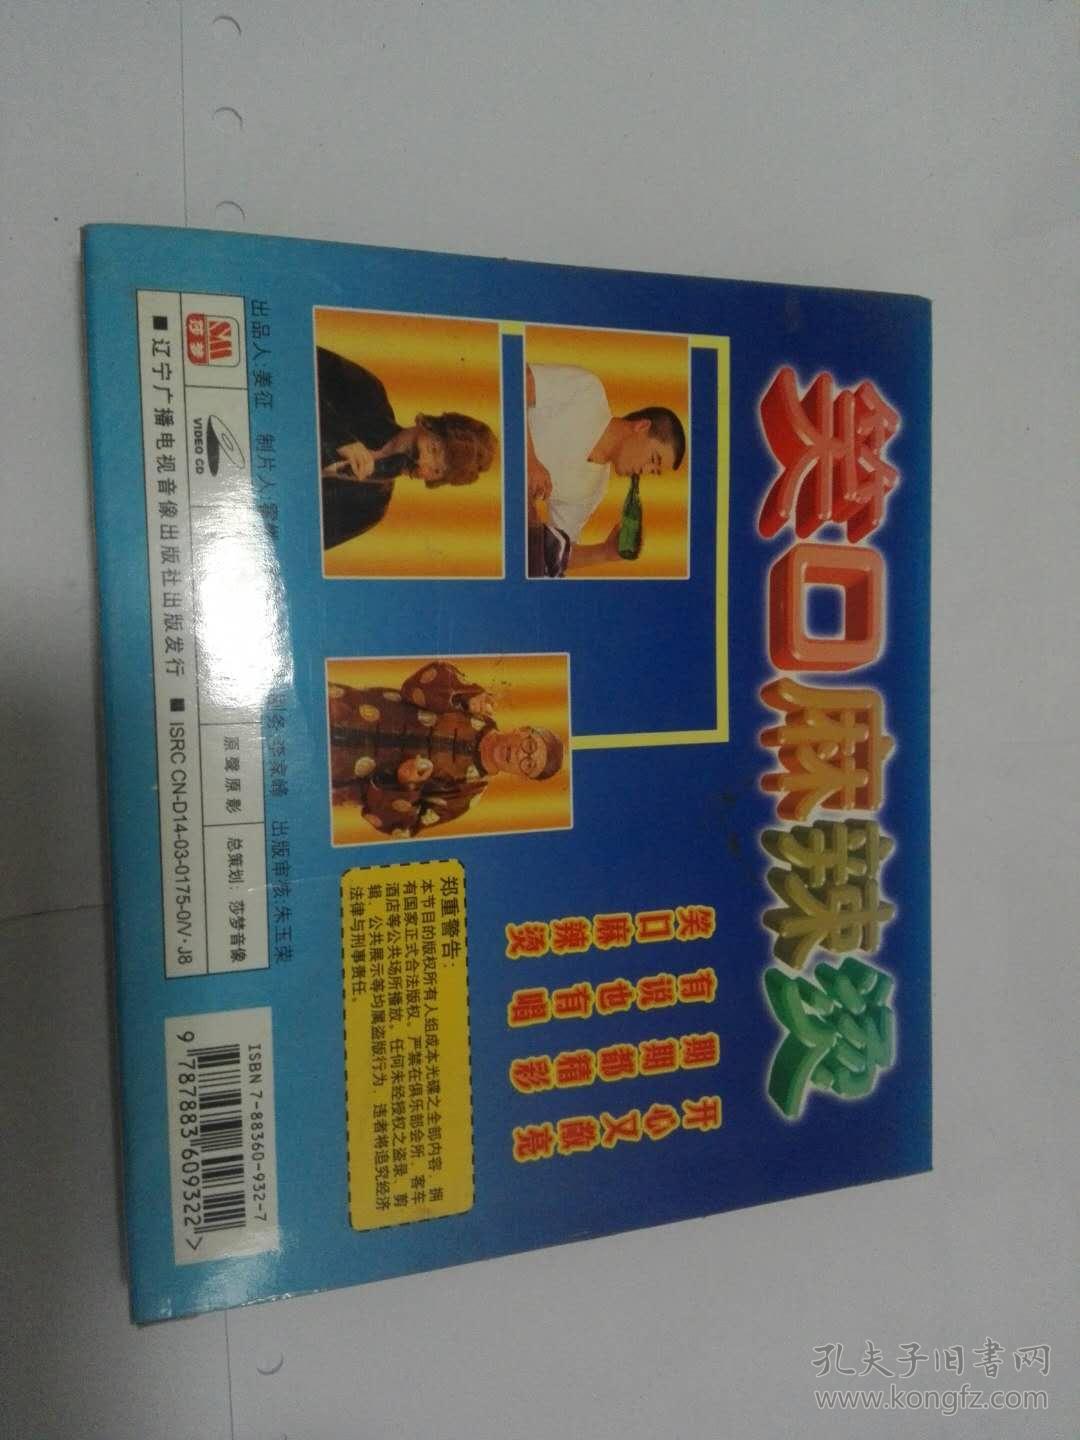 笑口麻辣烫
笑口麻辣烫
有说也有唱
期期都精彩
开心又敞亮
郑重警告：
本节目的版权所有人组成本光碟之全部内容，拥
有国家正式合法版权。严禁在俱乐部会所、客车
酒店等公共场所播放。任何未经授权之盗录、剪
辑、公共展示等均属盗版行为，违者将追究经济
法律与刑事责任。
出品人:姜征 制片人: 李京峰 出版审核:朱玉荣
莎梦
VIDEO CD
原声原影
总策划：莎梦音像
■辽宁广播电视音像出版社出版发行 ■ISRC CN-D14-03-0175-0/V·J8
ISBN 7-88360-932-7
9 787883 609322>
孔夫子旧书网
www.kongfz.com